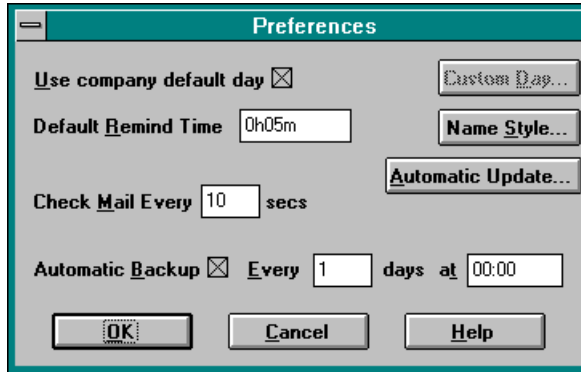 Preferences
Use company default day
Custom Day...
Default Remind Time 0h05m
Name Style...
Automatic Update...
Check Mail Every 10 secs
Automatic Backup Every 1 days at 00:00
OK Cancel Help